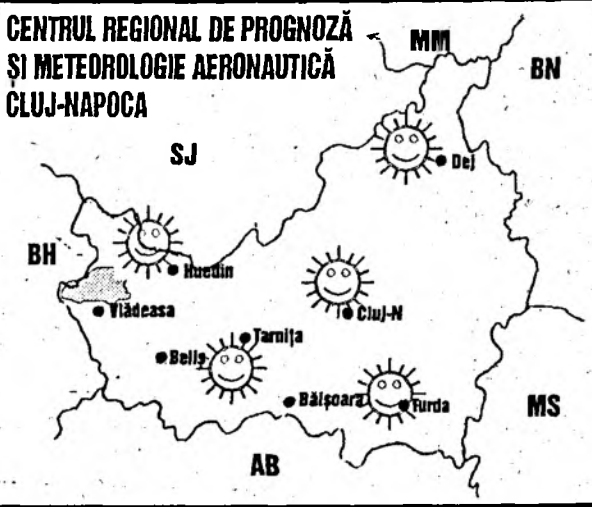 CENTRUL REGIONAL DE PROGNOZĂ
ȘI METEOROLOGIE AERONAUTICĂ
CLUJ-NAPOCA
MM
BN
SJ
Dej
BH
Huedin
Vlădeasa
Cluj-N
Tarnița
Beliș
Băișoara
Turda
MS
AB